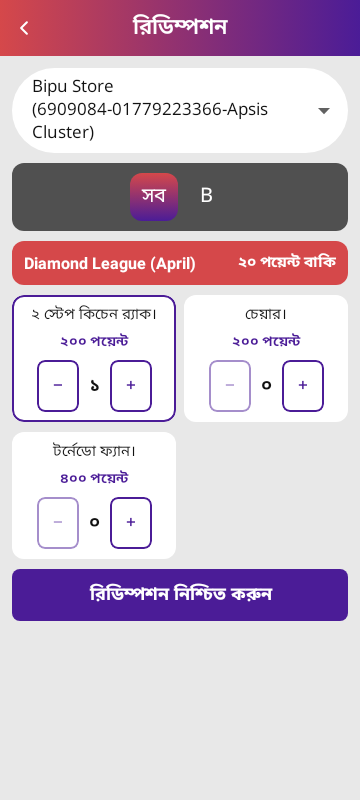 রিডিম্পশন
Bipu Store
(6909084-01779223366-Apsis
Cluster)
সব B
Diamond League (April) ২০ পয়েন্ট বাকি
২ স্টেপ কিচেন র‍্যাক। চেয়ার।
২০০ পয়েন্ট ২০০ পয়েন্ট
− ১ + − ০ +
টর্নেডো ফ্যান।
৪০০ পয়েন্ট
− ০ +
রিডিম্পশন নিশ্চিত করুন